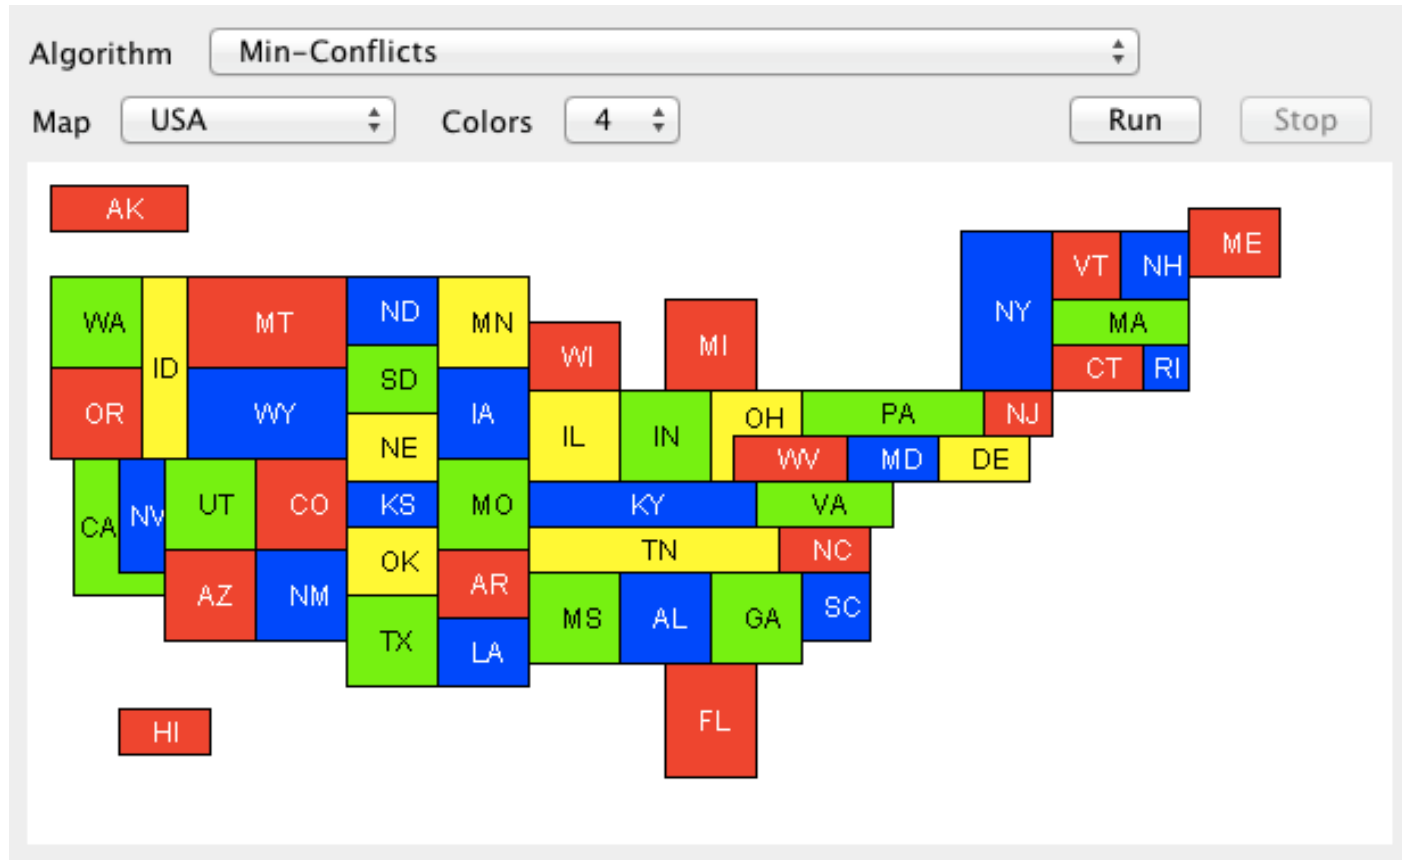 Algorithm Min-Conflicts
Map USA Colors 4 Run Stop
AK
ME
VT NH
NY
MA
CT RI
WA ID MT ND MN
WI MI
OR WY SD IA
NE
IL IN OH PA NJ
WV MD DE
CA NV UT CO KS MO KY VA
OK TN NC
AZ NM AR MS AL GA SC
TX LA
HI FL